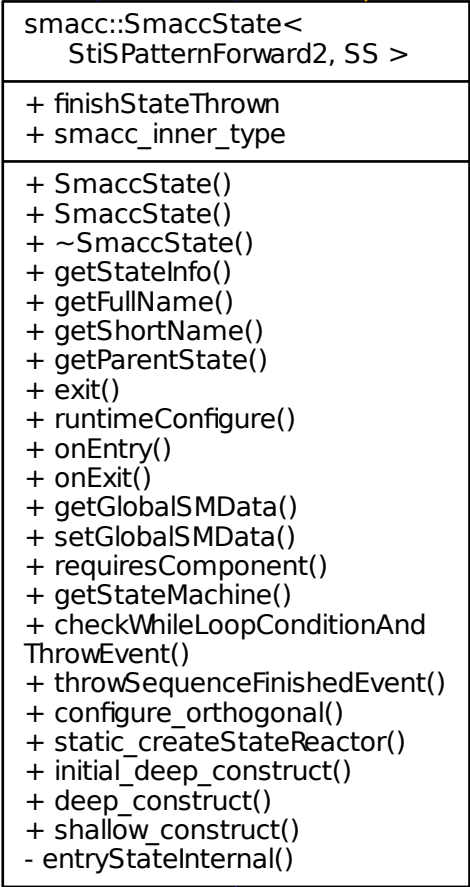 smacc::SmaccState<
StiSPatternForward2, SS >
+ finishStateThrown
+ smacc_inner_type
+ SmaccState()
+ SmaccState()
+ ~SmaccState()
+ getStateInfo()
+ getFullName()
+ getShortName()
+ getParentState()
+ exit()
+ runtimeConfigure()
+ onEntry()
+ onExit()
+ getGlobalSMData()
+ setGlobalSMData()
+ requiresComponent()
+ getStateMachine()
+ checkWhileLoopConditionAnd
ThrowEvent()
+ throwSequenceFinishedEvent()
+ configure_orthogonal()
+ static_createStateReactor()
+ initial_deep_construct()
+ deep_construct()
+ shallow_construct()
- entryStateInternal()